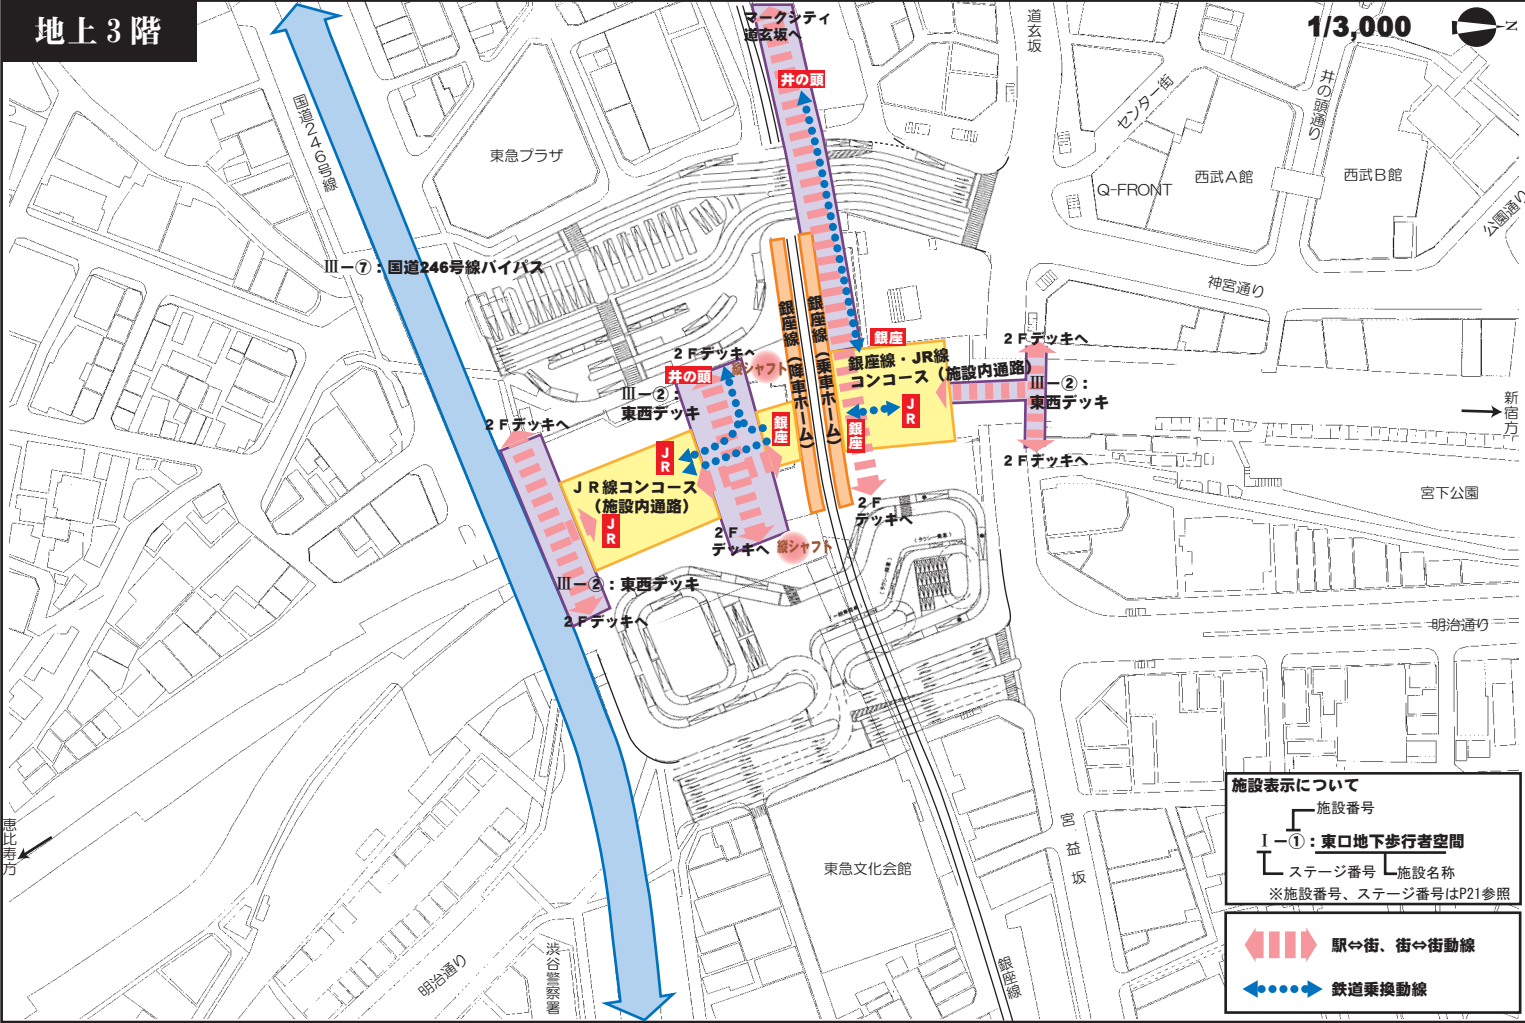 地上3階
1/3,000
N
マークシティ
道玄坂へ
道玄坂
井の頭
センター街
井の頭通り
国道246号線
東急プラザ
Q-FRONT
西武A館
西武B館
公園通り
Ⅲ－⑦：国道246号線バイパス
神宮通り
銀座線（降車ホーム）
銀座線（乗車ホーム）
銀座
2Fデッキへ
銀座線・JR線
コンコース（施設内通路）
2Fデッキへ
縦シャフト
井の頭
Ⅲ－②：
東西デッキ
Ⅲ－②：
東西デッキ
JR
銀座
銀座
新宿方
2Fデッキへ
JR
2Fデッキへ
JR線コンコース
（施設内通路）
JR
宮下公園
2F
デッキへ
2F
デッキへ
縦シャフト
（タクシー乗車）
Ⅲ－②：東西デッキ
2Fデッキへ
明治通り
恵比寿方
東急文化会館
宮益坂
渋谷警察署
明治通り
銀座線
施設表示について
施設番号
Ⅰ－①：東口地下歩行者空間
ステージ番号
施設名称
※施設番号、ステージ番号はP21参照
駅⇔街、街⇔街動線
鉄道乗換動線